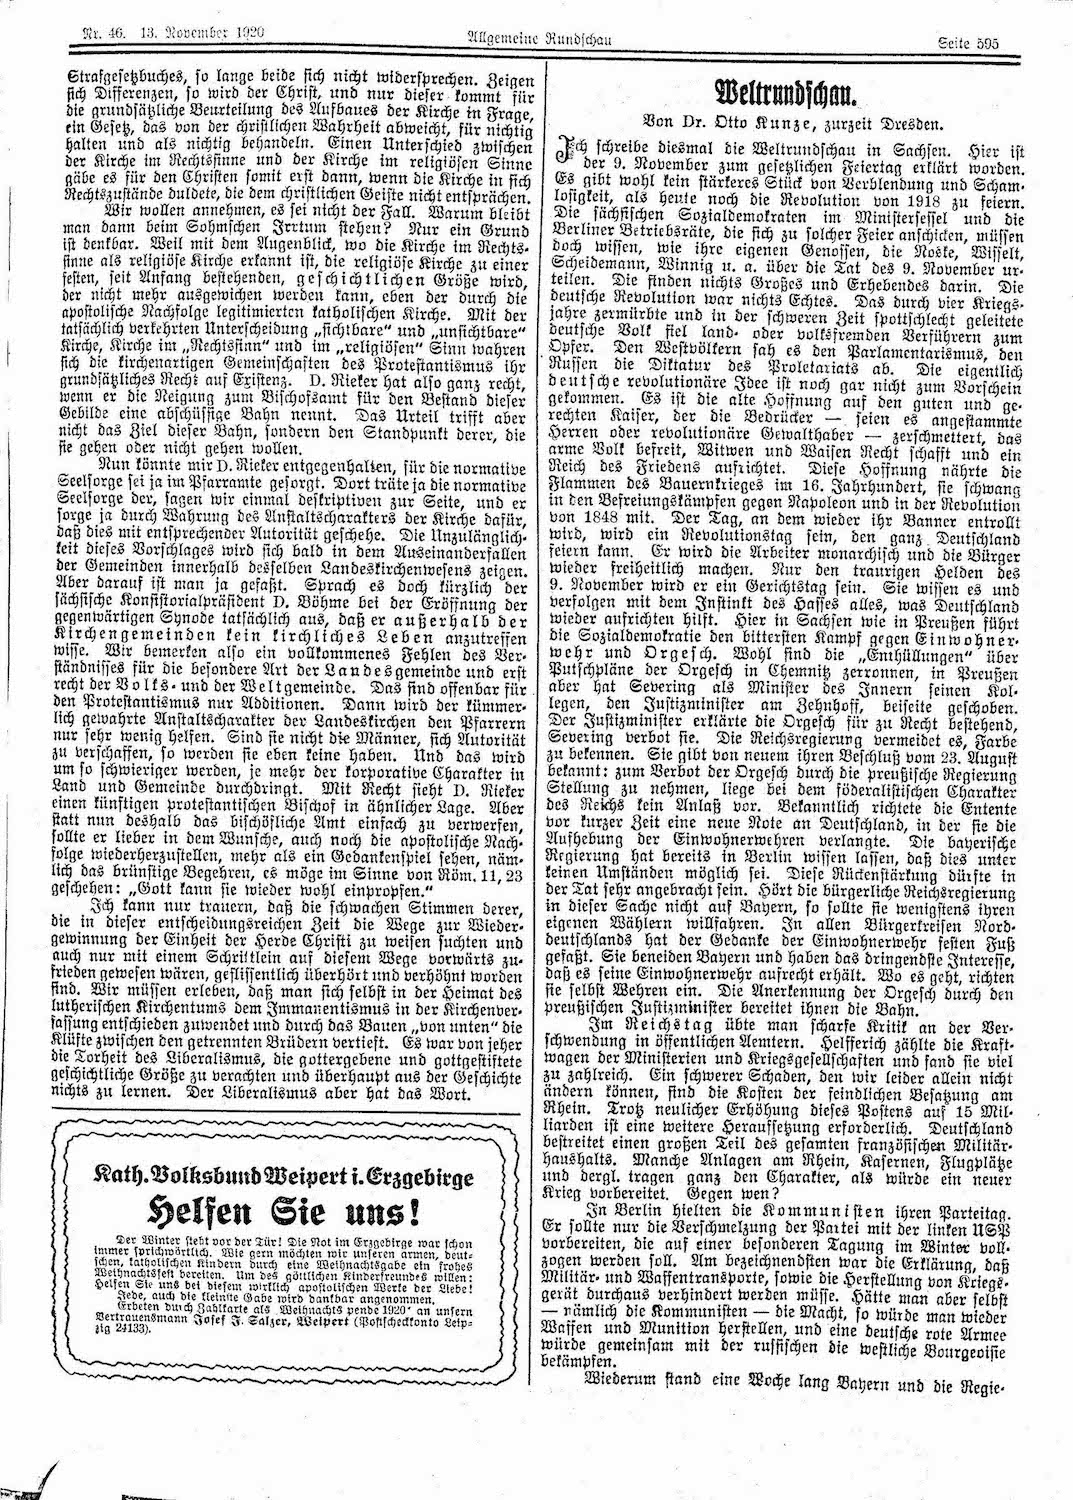 Nr. 46. 13. November 1920
Allgemeine Rundschau
Seite 595
Strafgesetzbuches, so lange beide sich nicht widersprechen. Zeigen
sich Differenzen, so wird der Christ, und nur dieser kommt für
die grundsätzliche Beurteilung des Aufbaues der Kirche in Frage,
ein Gesetz, das von der christlichen Wahrheit abweicht, für nichtig
halten und als nichtig behandeln. Einen Unterschied zwischen
der Kirche im Rechtssinne und der Kirche im religiösen Sinne
gäbe es für den Christen somit erst dann, wenn die Kirche in sich
Rechtszustände duldete, die dem christlichen Geiste nicht entsprächen.
Wir wollen annehmen, es sei nicht der Fall. Warum bleibt
man dann beim Sohmschen Irrtum stehen? Nur ein Grund
ist denkbar. Weil mit dem Augenblick, wo die Kirche im Rechts-
sinne als religiöse Kirche erkannt ist, die religiöse Kirche zu einer
festen, seit Anfang bestehenden, geschichtlichen Größe wird,
der nicht mehr ausgewichen werden kann, eben der durch die
apostolische Nachfolge legitimierten katholischen Kirche. Mit der
tatsächlich verkehrten Unterscheidung „sichtbare“ und „unsichtbare“
Kirche, Kirche im „Rechtssinn“ und im „religiösen“ Sinn wahren
sich die kirchenartigen Gemeinschaften des Protestantismus ihr
grundsätzliches Recht auf Existenz. D. Rieker hat also ganz recht,
wenn er die Neigung zum Bischofsamt für den Bestand dieser
Gebilde eine abschüssige Bahn nennt. Das Urteil trifft aber
nicht das Ziel dieser Bahn, sondern den Standpunkt derer, die
sie gehen oder nicht gehen wollen.
Nun könnte mir D. Rieker entgegenhalten, für die normative
Seelsorge sei ja im Pfarramte gesorgt. Dort träte ja die normative
Seelsorge der, sagen wir einmal deskriptiven zur Seite, und er
sorge ja durch Wahrung des Anstaltscharakters der Kirche dafür,
daß dies mit entsprechender Autorität geschehe. Die Unzulänglich-
keit dieses Vorschlages wird sich bald in dem Auseinanderfallen
der Gemeinden innerhalb desselben Landeskirchenwesens zeigen.
Aber darauf ist man ja gefaßt. Sprach es doch kürzlich der
sächsische Konsistorialpräsident D. Böhme bei der Eröffnung der
gegenwärtigen Synode tatsächlich aus, daß er außerhalb der
Kirchengemeinden kein kirchliches Leben anzutreffen
wisse. Wir bemerken also ein vollkommenes Fehlen des Ver-
ständnisses für die besondere Art der Landesgemeinde und erst
recht der Volks- und der Weltgemeinde. Das sind offenbar für
den Protestantismus nur Additionen. Dann wird der kümmer-
lich gewahrte Anstaltscharakter der Landeskirchen den Pfarrern
nur sehr wenig helfen. Sind sie nicht die Männer, sich Autorität
zu verschaffen, so werden sie eben keine haben. Und das wird
um so schwieriger werden, je mehr der korporative Charakter in
Land und Gemeinde durchdringt. Mit Recht sieht D. Rieker
einen künftigen protestantischen Bischof in ähnlicher Lage. Aber
statt nun deshalb das bischöfliche Amt einfach zu verwerfen,
sollte er lieber in dem Wunsche, auch noch die apostolische Nach-
folge wiederherzustellen, mehr als ein Gedankenspiel sehen, näm-
lich das brünstige Begehren, es möge im Sinne von Röm. 11, 23
geschehen: „Gott kann sie wieder wohl einpropfen.“
Ich kann nur trauern, daß die schwachen Stimmen derer,
die in dieser entscheidungsreichen Zeit die Wege zur Wieder-
gewinnung der Einheit der Herde Christi zu weisen suchten und
auch nur mit einem Schrittlein auf diesem Wege vorwärts zu-
frieden gewesen wären, geflissentlich überhört und verhöhnt worden
sind. Wir müssen erleben, daß man sich selbst in der Heimat des
lutherischen Kirchentums dem Immanentismus in der Kirchenver-
fassung entschieden zuwendet und durch das Bauen „von unten“ die
Klüfte zwischen den getrennten Brüdern vertieft. Es war von jeher
die Torheit des Liberalismus, die gottergebene und gottgestiftete
geschichtliche Größe zu verachten und überhaupt aus der Geschichte
nichts zu lernen. Der Liberalismus aber hat das Wort.
Kath. Volksbund Weipert i. Erzgebirge
Helfen Sie uns!
Der Winter steht vor der Tür! Die Not im Erzgebirge war schon
immer sprichwörtlich. Wie gern möchten wir unseren armen, deut-
schen, katholischen Kindern durch eine Weihnachtsgabe ein frohes
Weihnachtsfest bereiten. Um des göttlichen Kinderfreundes willen:
Helfen Sie uns bei diesem wirklich apostolischen Werke der Liebe!
Jede, auch die kleinste Gabe wird dankbar angenommen.
Erbeten durch Zahlkarte als „Weihnachts pende 1920“ an unsern
Vertrauensmann Josef J. Salzer, Weipert (Postscheckkonto Leip-
zig 24133).
Weltrundschau.
Von Dr. Otto Kunze, zurzeit Dresden.
Ich schreibe diesmal die Weltrundschau in Sachsen. Hier ist
der 9. November zum gesetzlichen Feiertag erklärt worden.
Es gibt wohl kein stärkeres Stück von Verblendung und Scham-
losigkeit, als heute noch die Revolution von 1918 zu feiern.
Die sächsischen Sozialdemokraten im Ministersessel und die
Berliner Betriebsräte, die sich zu solcher Feier anschicken, müssen
doch wissen, wie ihre eigenen Genossen, die Noske, Wisselt,
Scheidemann, Winnig u. a. über die Tat des 9. November ur-
teilen. Die finden nichts Großes und Erhebendes darin. Die
deutsche Revolution war nichts Echtes. Das durch vier Kriegs-
jahre zermürbte und in der schweren Zeit spottschlecht geleitete
deutsche Volk fiel land- oder volksfremden Verführern zum
Opfer. Den Westvölkern sah es den Parlamentarismus, den
Russen die Diktatur des Proletariats ab. Die eigentlich
deutsche revolutionäre Idee ist noch gar nicht zum Vorschein
gekommen. Es ist die alte Hoffnung auf den guten und ge-
rechten Kaiser, der die Bedrücker — seien es angestammte
Herren oder revolutionäre Gewalthaber — zerschmettert, das
arme Volk befreit, Witwen und Waisen Recht schafft und ein
Reich des Friedens aufrichtet. Diese Hoffnung nährte die
Flammen des Bauernkrieges im 16. Jahrhundert, sie schwang
in den Befreiungskämpfen gegen Napoleon und in der Revolution
von 1848 mit. Der Tag, an dem wieder ihr Banner entrollt
wird, wird ein Revolutionstag sein, den ganz Deutschland
feiern kann. Er wird die Arbeiter monarchisch und die Bürger
wieder freiheitlich machen. Nur den traurigen Helden des
9. November wird er ein Gerichtstag sein. Sie wissen es und
verfolgen mit dem Instinkt des Hasses alles, was Deutschland
wieder aufrichten hilft. Hier in Sachsen wie in Preußen führt
die Sozialdemokratie den bittersten Kampf gegen Einwohner-
wehr und Orgesch. Wohl sind die „Enthüllungen“ über
Putschpläne der Orgesch in Chemnitz zerronnen, in Preußen
aber hat Severing als Minister des Innern seinen Kol-
legen, den Justizminister am Zehnhoff, beiseite geschoben.
Der Justizminister erklärte die Orgesch für zu Recht bestehend,
Severing verbot sie. Die Reichsregierung vermeidet es, Farbe
zu bekennen. Sie gibt von neuem ihren Beschluß vom 23. August
bekannt: zum Verbot der Orgesch durch die preußische Regierung
Stellung zu nehmen, liege bei dem föderalistischen Charakter
des Reichs kein Anlaß vor. Bekanntlich richtete die Entente
vor kurzer Zeit eine neue Note an Deutschland, in der sie die
Aufhebung der Einwohnerwehren verlangte. Die bayerische
Regierung hat bereits in Berlin wissen lassen, daß dies unter
keinen Umständen möglich sei. Diese Rückenstärkung dürfte in
der Tat sehr angebracht sein. Hört die bürgerliche Reichsregierung
in dieser Sache nicht auf Bayern, so sollte sie wenigstens ihren
eigenen Wählern willfahren. In allen Bürgerkreisen Nord-
deutschlands hat der Gedanke der Einwohnerwehr festen Fuß
gefaßt. Sie beneiden Bayern und haben das dringendste Interesse,
daß es seine Einwohnerwehr aufrecht erhält. Wo es geht, richten
sie selbst Wehren ein. Die Anerkennung der Orgesch durch den
preußischen Justizminister bereitet ihnen die Bahn.
Im Reichstag übte man scharfe Kritik an der Ver-
schwendung in öffentlichen Aemtern. Helfferich zählte die Kraft-
wagen der Ministerien und Kriegsgesellschaften und fand sie viel
zu zahlreich. Ein schwerer Schaden, den wir leider allein nicht
ändern können, sind die Kosten der feindlichen Besatzung am
Rhein. Trotz neulicher Erhöhung dieses Postens auf 15 Mil-
liarden ist eine weitere Heraufsetzung erforderlich. Deutschland
bestreitet einen großen Teil des gesamten französischen Militär-
haushalts. Manche Anlagen am Rhein, Kasernen, Flugplätze
und dergl. tragen ganz den Charakter, als würde ein neuer
Krieg vorbereitet. Gegen wen?
In Berlin hielten die Kommunisten ihren Parteitag.
Er sollte nur die Verschmelzung der Partei mit der linken USP
vorbereiten, die auf einer besonderen Tagung im Winter voll-
zogen werden soll. Am bezeichnendsten war die Erklärung, daß
Militär- und Waffentransporte, sowie die Herstellung von Kriegs-
gerät durchaus verhindert werden müsse. Hätte man aber selbst
— nämlich die Kommunisten — die Macht, so würde man wieder
Waffen und Munition herstellen, und eine deutsche rote Armee
würde gemeinsam mit der russischen die westliche Bourgeoisie
bekämpfen.
Wiederum stand eine Woche lang Bayern und die Regie-